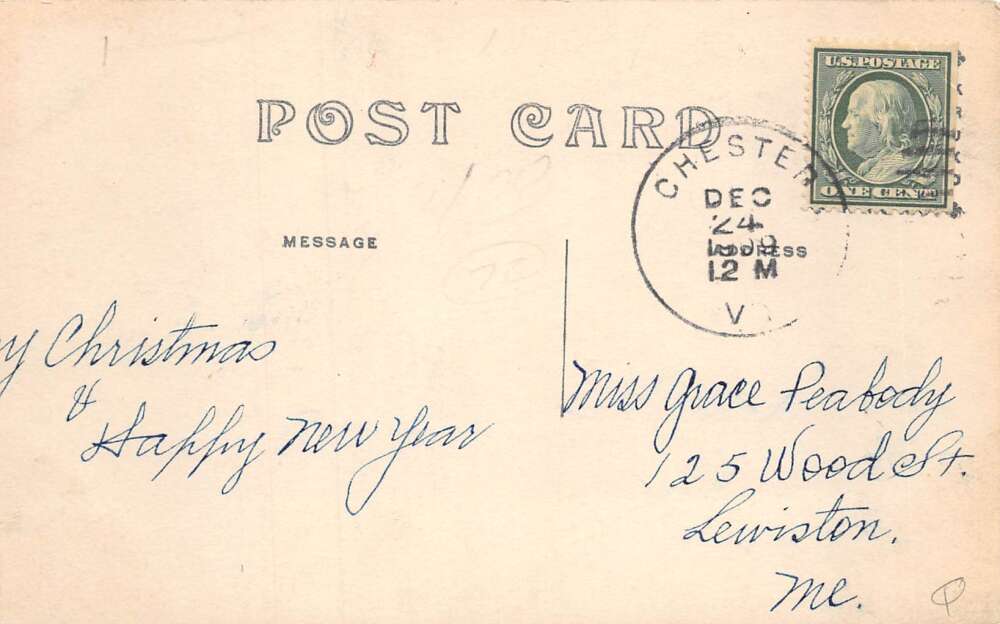 POST CARD
U.S. POSTAGE
ONE CENT
CHESTER
DEC
24
1909
12 M
MESSAGE
ADDRESS
y Christmas
&
Happy New Year
Miss Grace Peabody
125 Wood St.
Lewiston.
Me.